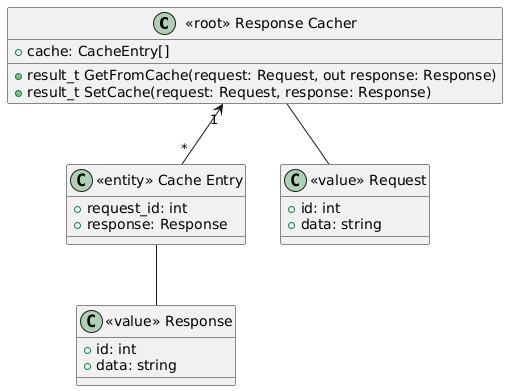 C «root» Response Cacher
cache: CacheEntry[]
result_t GetFromCache(request: Request, out response: Response)
result_t SetCache(request: Request, response: Response)
1
*
C «entity» Cache Entry
request_id: int
response: Response
C «value» Request
id: int
data: string
C «value» Response
id: int
data: string